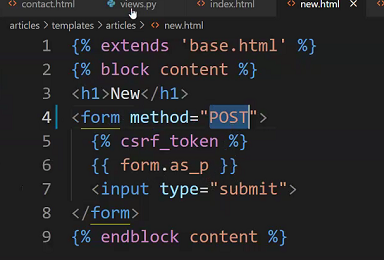 contact.html views.py index.html new.html
articles > templates > articles > new.html
1 {% extends 'base.html' %}
2 {% block content %}
3 <h1>New</h1>
4 <form method="POST">
5 {% csrf_token %}
6 {{ form.as_p }}
7 <input type="submit">
8 </form>
9 {% endblock content %}